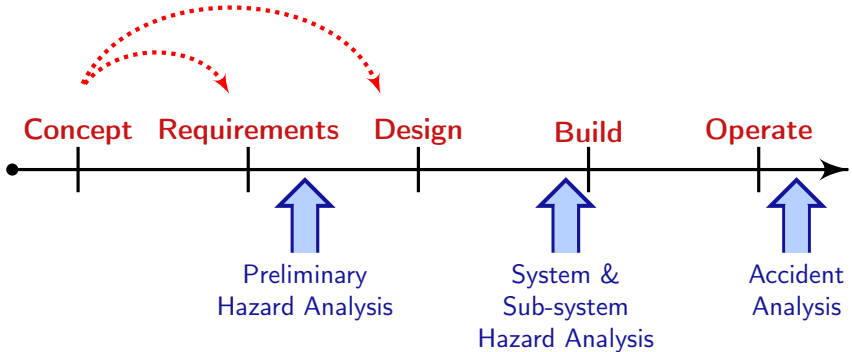 Concept Requirements Design Build Operate
Preliminary
Hazard Analysis
System &
Sub-system
Hazard Analysis
Accident
Analysis